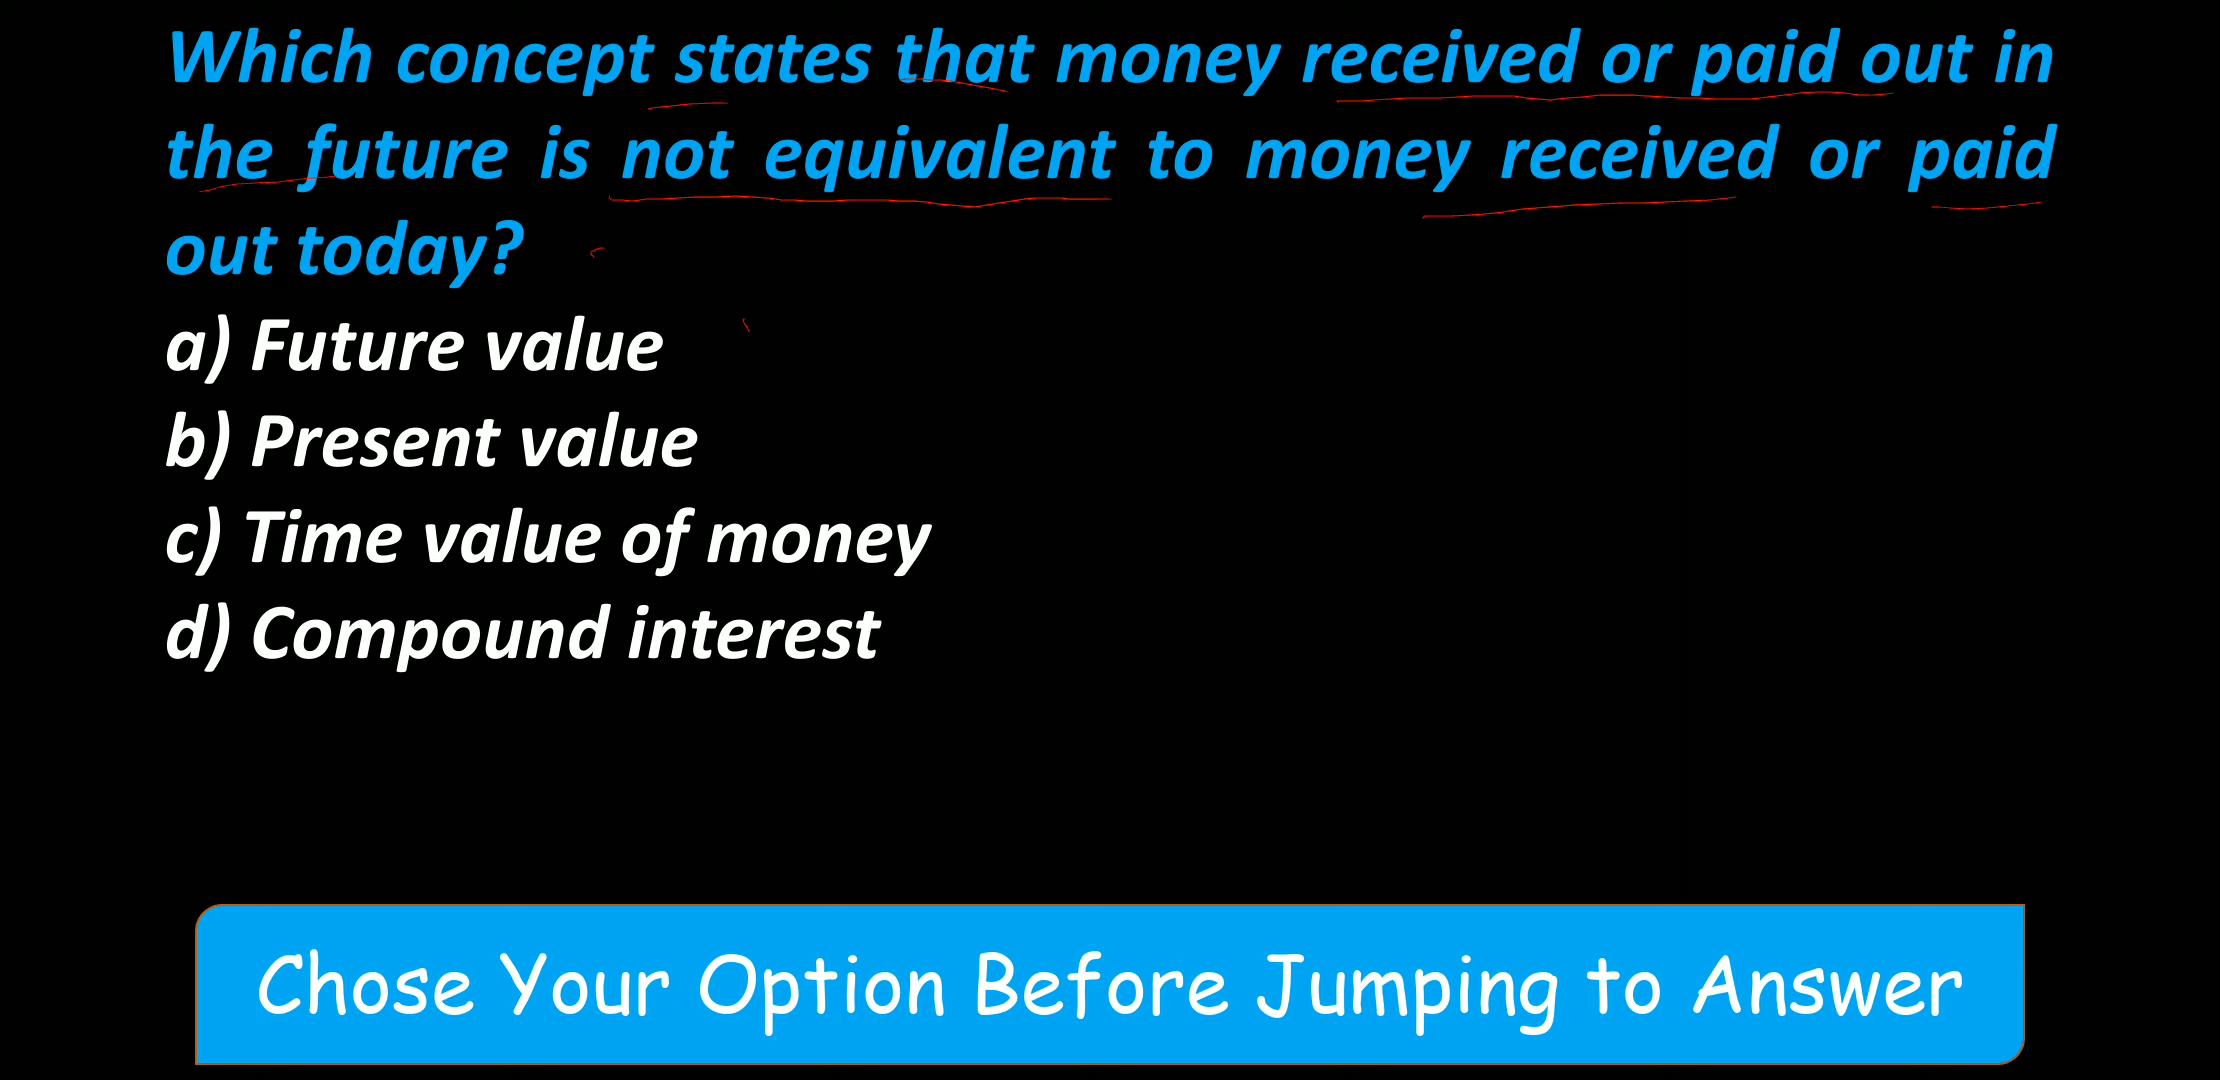 Which concept states that money received or paid out in
the future is not equivalent to money received or paid
out today?
a) Future value
b) Present value
c) Time value of money
d) Compound interest
Chose Your Option Before Jumping to Answer